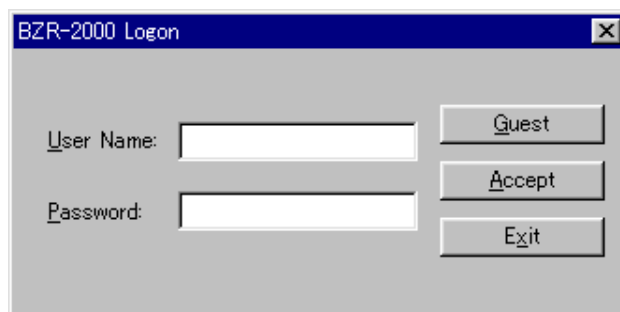 BZR-2000 Logon
User Name:
Password:
Guest
Accept
Exit